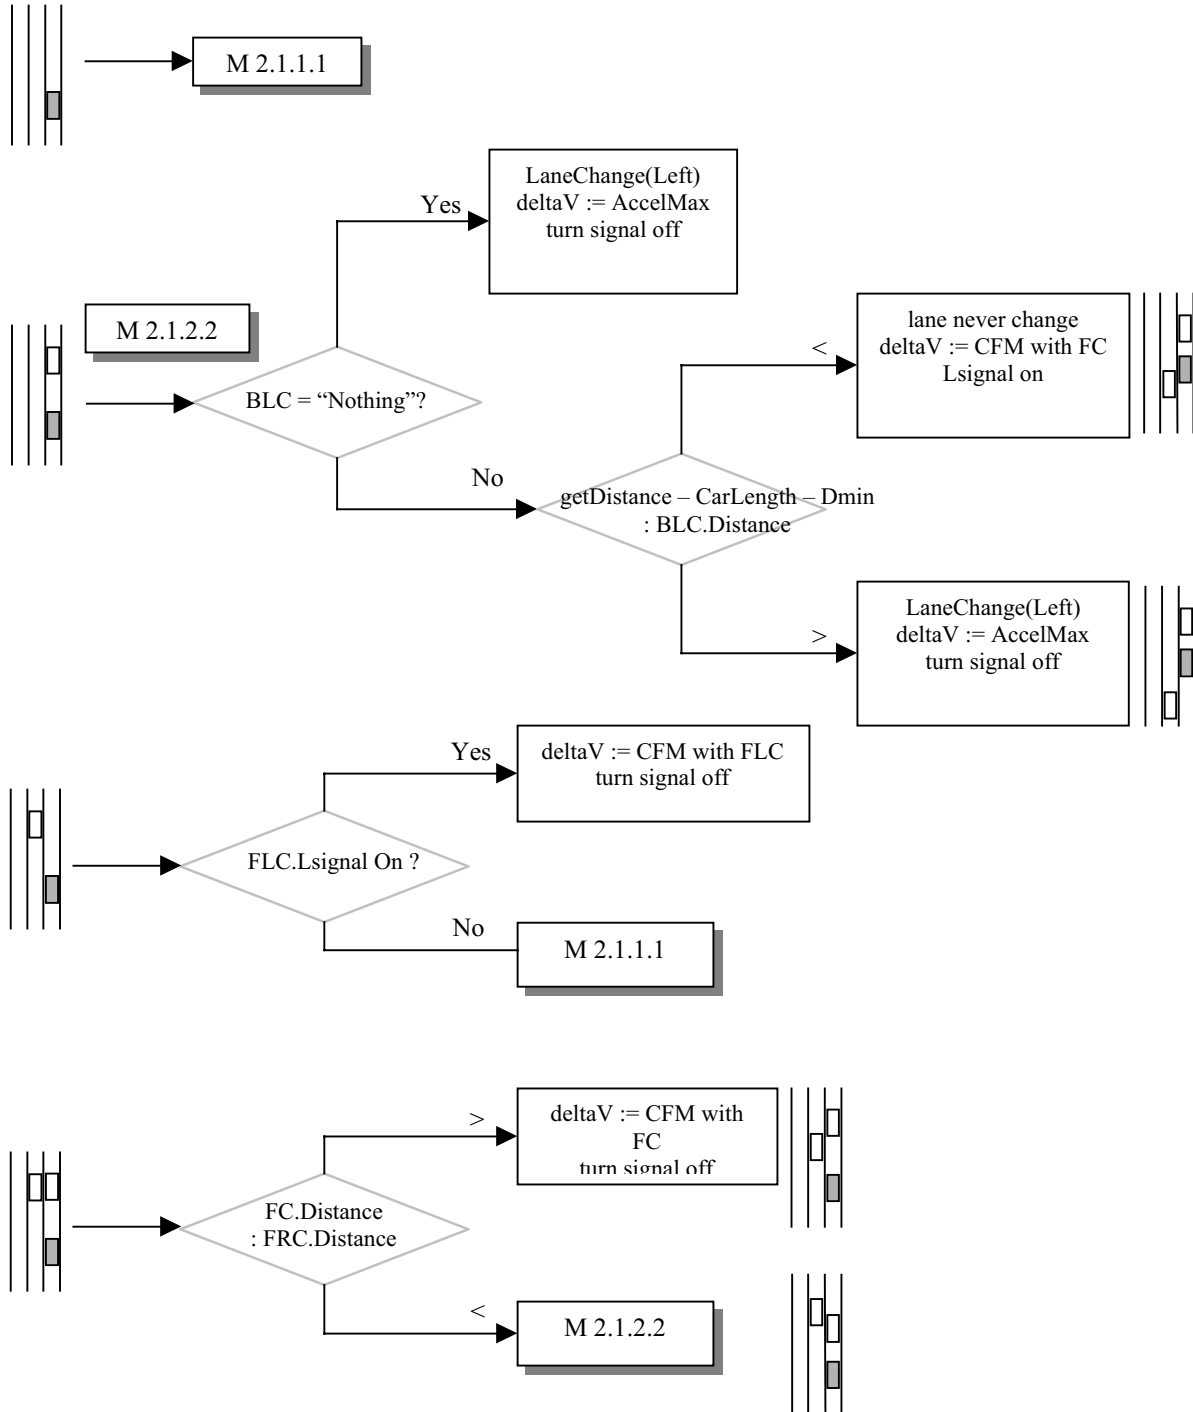 M 2.1.1.1
LaneChange(Left)
deltaV := AccelMax
turn signal off
Yes
M 2.1.2.2
BLC = “Nothing”?
lane never change
deltaV := CFM with FC
Lsignal on
<
No
getDistance – CarLength – Dmin
: BLC.Distance
LaneChange(Left)
deltaV := AccelMax
turn signal off
>
Yes
deltaV := CFM with FLC
turn signal off
FLC.Lsignal On ?
No
M 2.1.1.1
>
deltaV := CFM with
FC
turn signal off
FC.Distance
: FRC.Distance
<
M 2.1.2.2